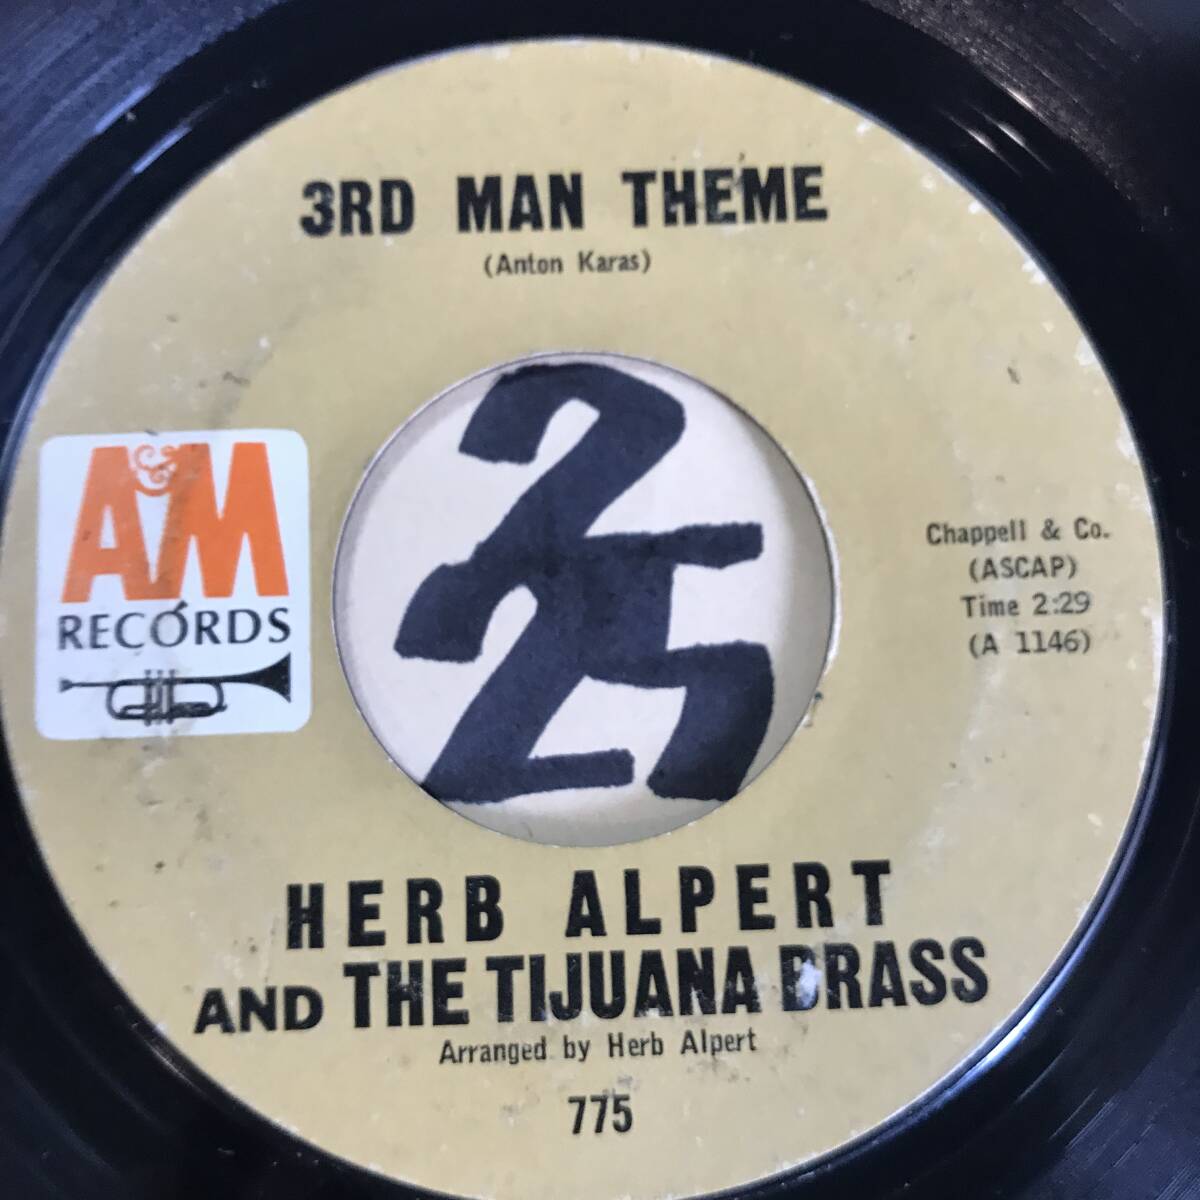 3RD MAN THEME
(Anton Karas)
A&M
RECORDS
Chappell & Co.
(ASCAP)
Time 2:29
(A 1146)
2
25
HERB ALPERT
AND THE TIJUANA BRASS
Arranged by Herb Alpert
775